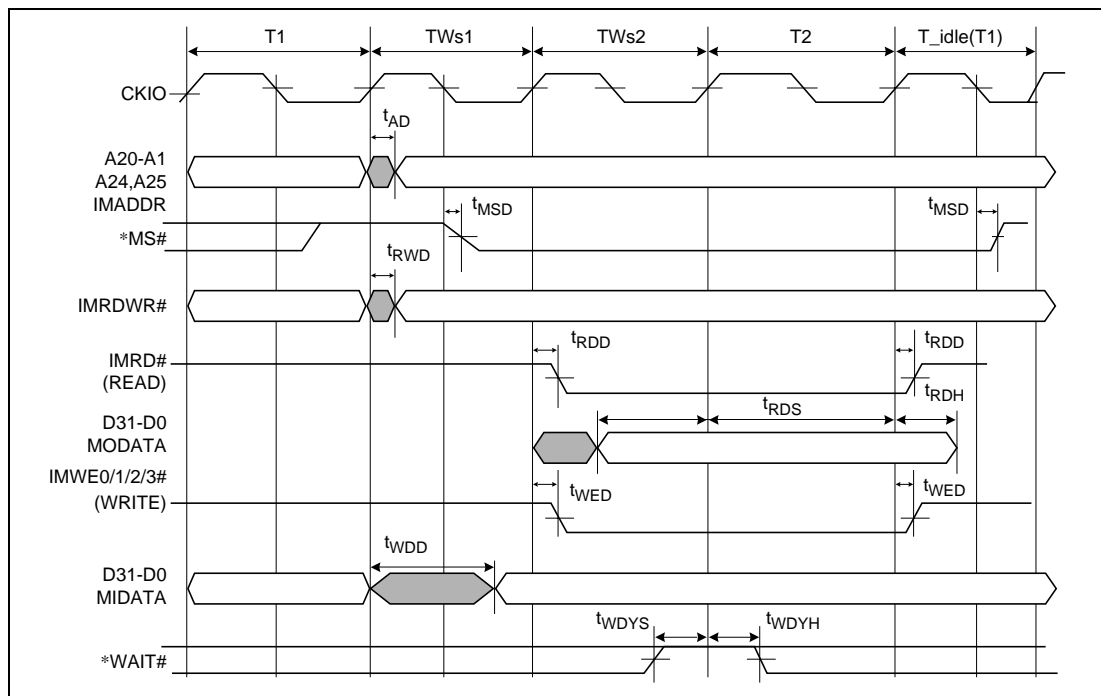 T1 TWs1 TWs2 T2 T_idle(T1)
CKIO
tAD
A20-A1
A24,A25
IMADDR
tMSD tMSD
*MS#
tRWD
IMRDWR#
tRDD tRDD
IMRD#
(READ)
tRDH
D31-D0 tRDS
MODATA
IMWE0/1/2/3#
tWED tWED
(WRITE)
tWDD
D31-D0
MIDATA
tWDYS tWDYH
*WAIT#